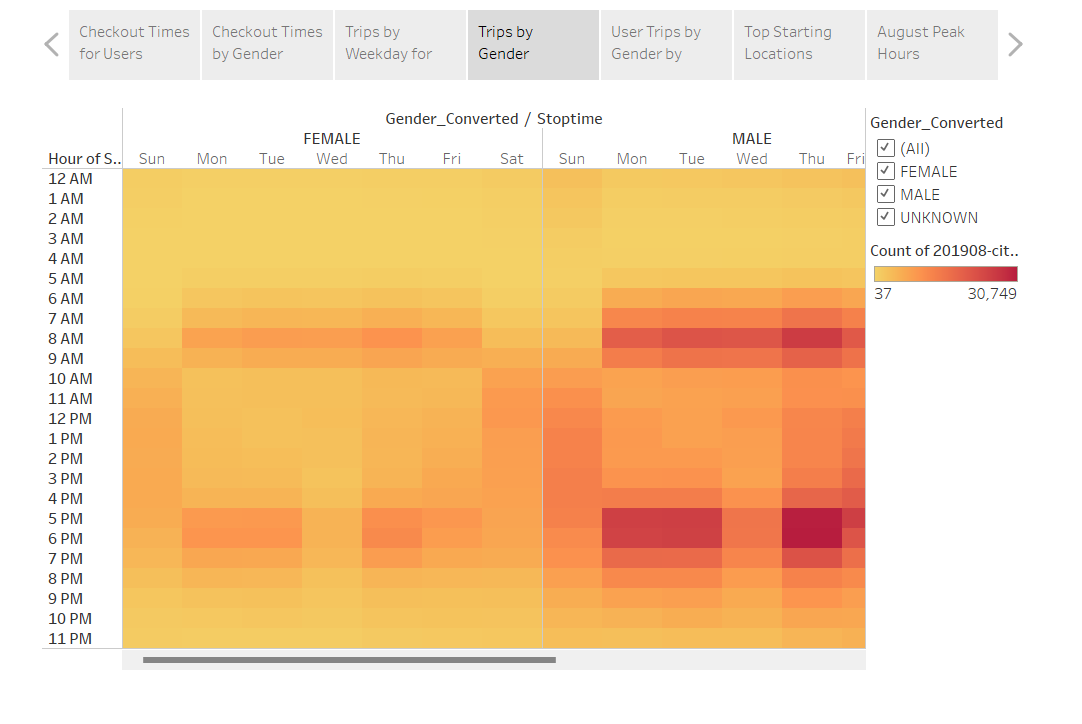 Checkout Times for Users
Checkout Times by Gender
Trips by Weekday for
Trips by Gender
User Trips by Gender by
Top Starting Locations
August Peak Hours
Gender_Converted / Stoptime
FEMALE MALE
Hour of S.. Sun Mon Tue Wed Thu Fri Sat Sun Mon Tue Wed Thu Fri
12 AM
1 AM
2 AM
3 AM
4 AM
5 AM
6 AM
7 AM
8 AM
9 AM
10 AM
11 AM
12 PM
1 PM
2 PM
3 PM
4 PM
5 PM
6 PM
7 PM
8 PM
9 PM
10 PM
11 PM
Gender_Converted
(All)
FEMALE
MALE
UNKNOWN
Count of 201908-cit..
37 30,749